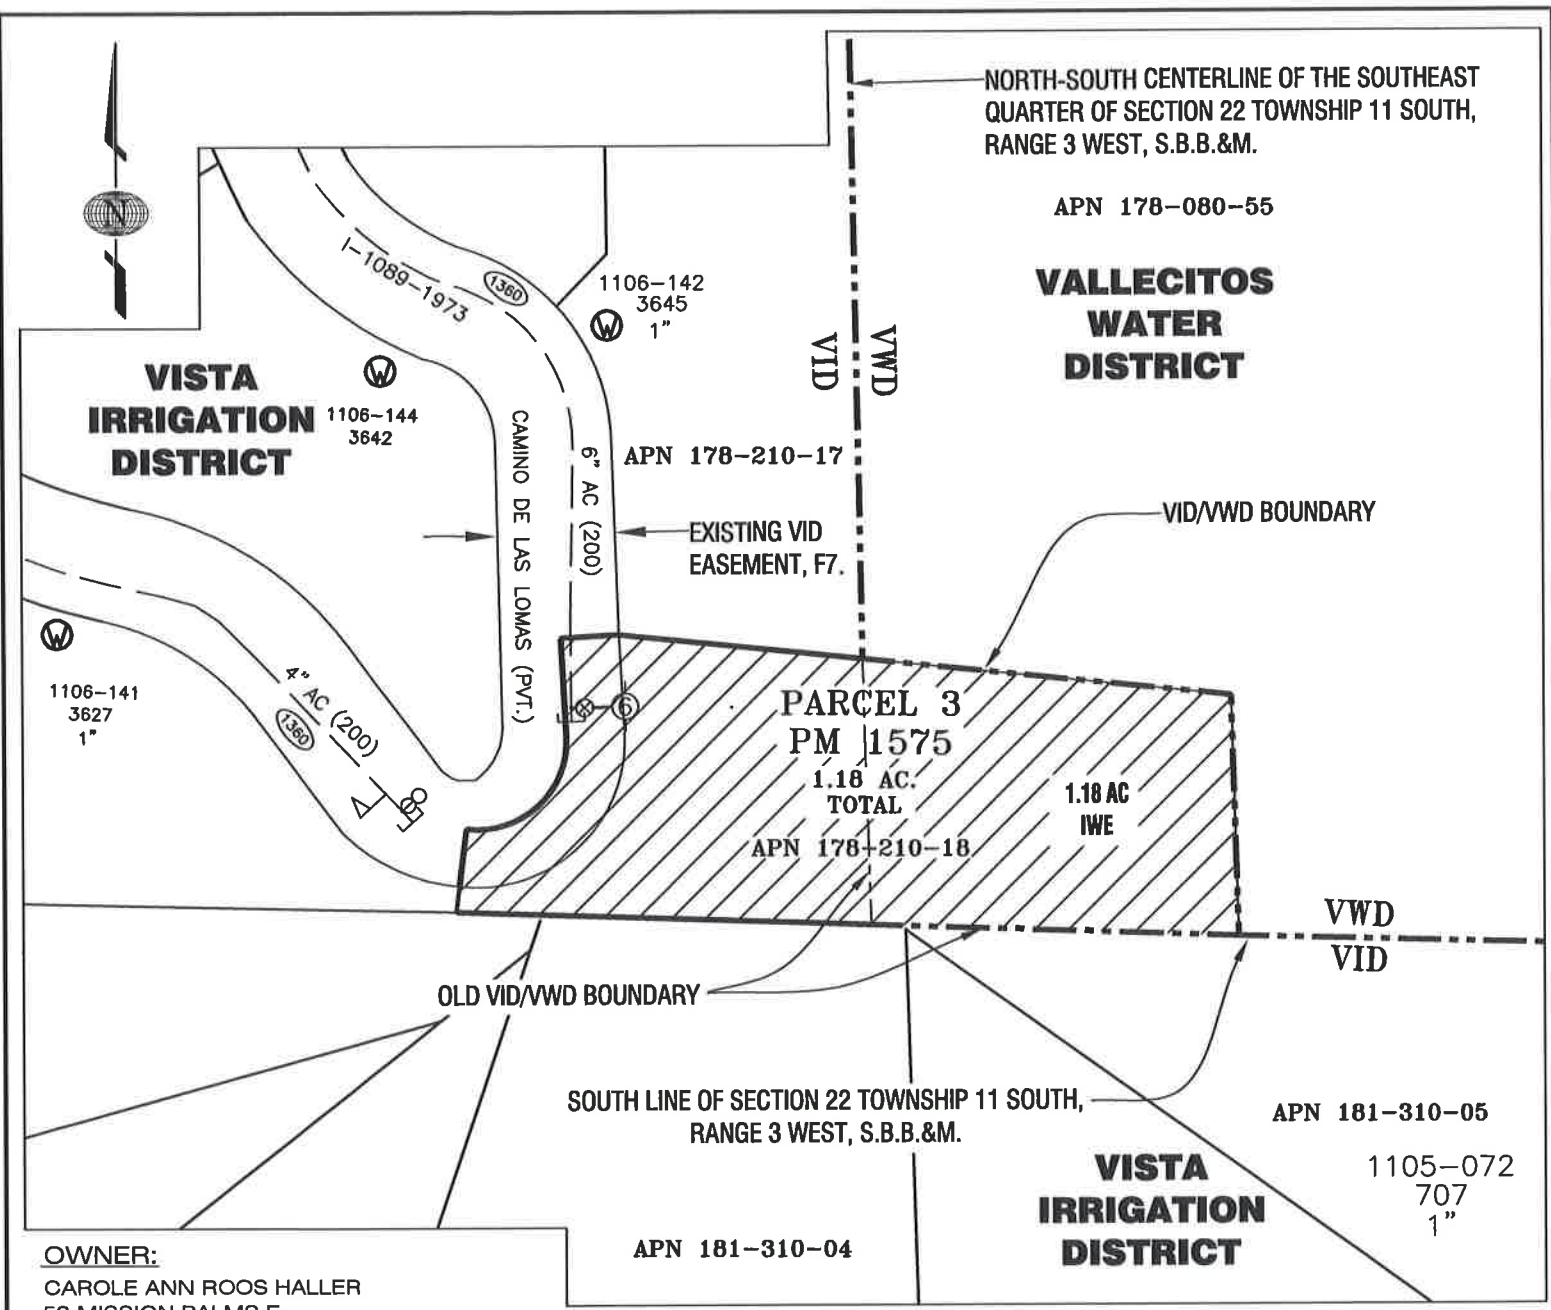 NORTH-SOUTH CENTERLINE OF THE SOUTHEAST
QUARTER OF SECTION 22 TOWNSHIP 11 SOUTH,
RANGE 3 WEST, S.B.B.&M.
APN 178-080-55
N
VALLECITOS
WATER
DISTRICT
I-1089-1973
1360
1106-142
3645
1"
W
VID
VWD
VISTA
IRRIGATION
DISTRICT
W
1106-144
3642
CAMINO DE LAS LOMAS (PVT.)
6" AC (200)
APN 178-210-17
EXISTING VID
EASEMENT, F7.
VID/VWD BOUNDARY
W
1106-141
3627
1"
4" AC (200)
1360
6
PARCEL 3
PM 1575
1.18 AC.
TOTAL
APN 178-210-18
1.18 AC
IWE
VWD
VID
OLD VID/VWD BOUNDARY
SOUTH LINE OF SECTION 22 TOWNSHIP 11 SOUTH,
RANGE 3 WEST, S.B.B.&M.
APN 181-310-05
1105-072
707
1"
VISTA
IRRIGATION
DISTRICT
APN 181-310-04
OWNER:
CAROLE ANN ROOS HALLER
MISSION PALMS E